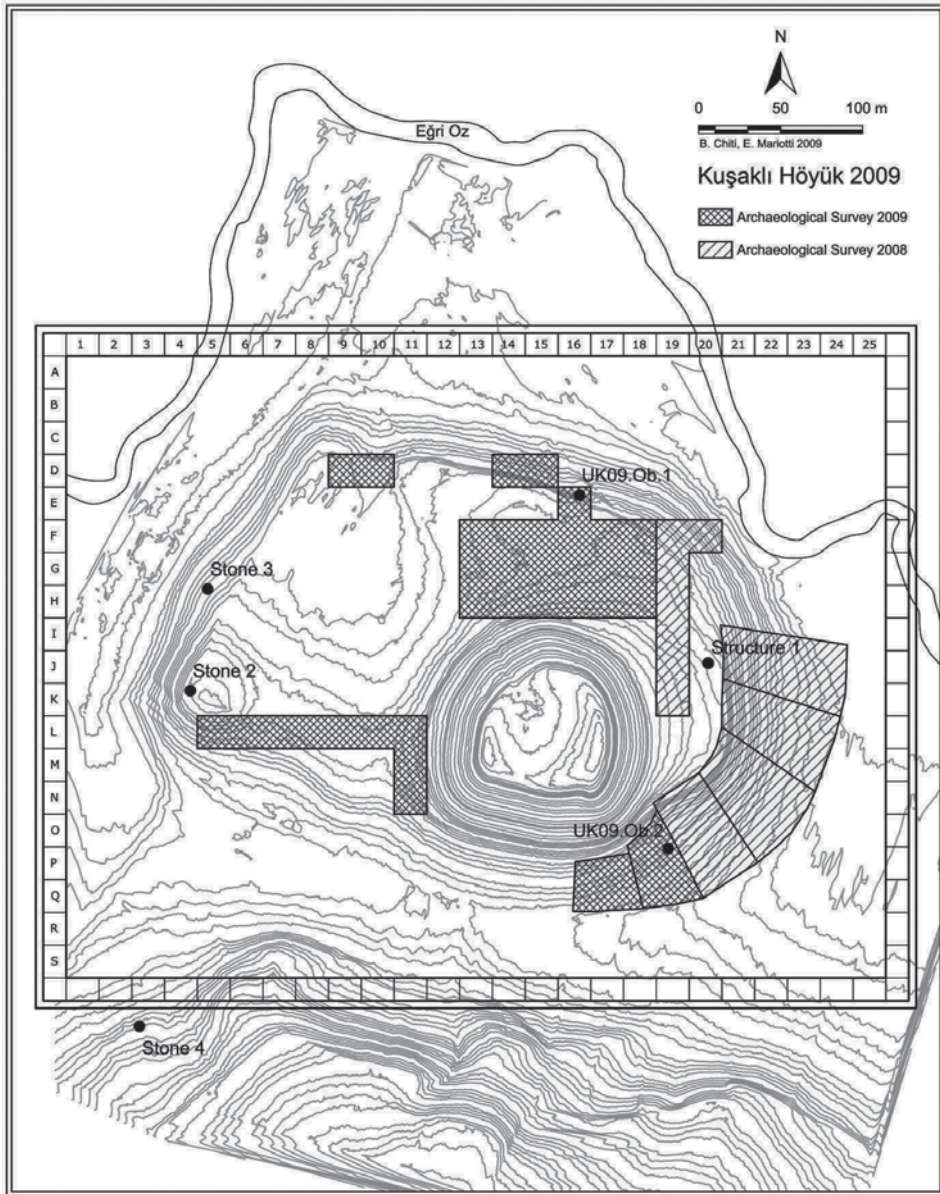 N
0 50 100 m
B. Chiti, E. Mariotti 2009
Kuşaklı Höyük 2009
Archaeological Survey 2009
Archaeological Survey 2008
Eğri Oz
1 2 3 4 5 6 7 8 9 10 11 12 13 14 15 16 17 18 19 20 21 22 23 24 25
A
B
C
D
E
F
G
H
I
J
K
L
M
N
O
P
Q
R
S
UK09.Ob.1
Stone 3
Structure 1
Stone 2
UK09.Ob.2
Stone 4